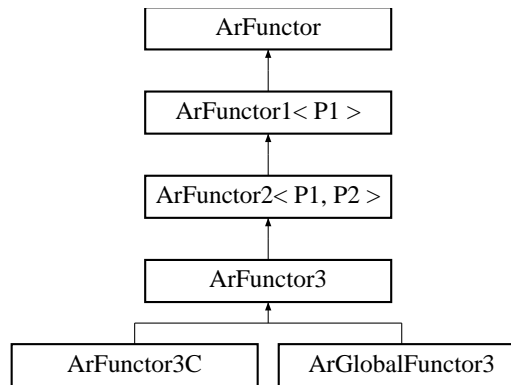 ArFunctor
ArFunctor1< P1 >
ArFunctor2< P1, P2 >
ArFunctor3
ArFunctor3C
ArGlobalFunctor3